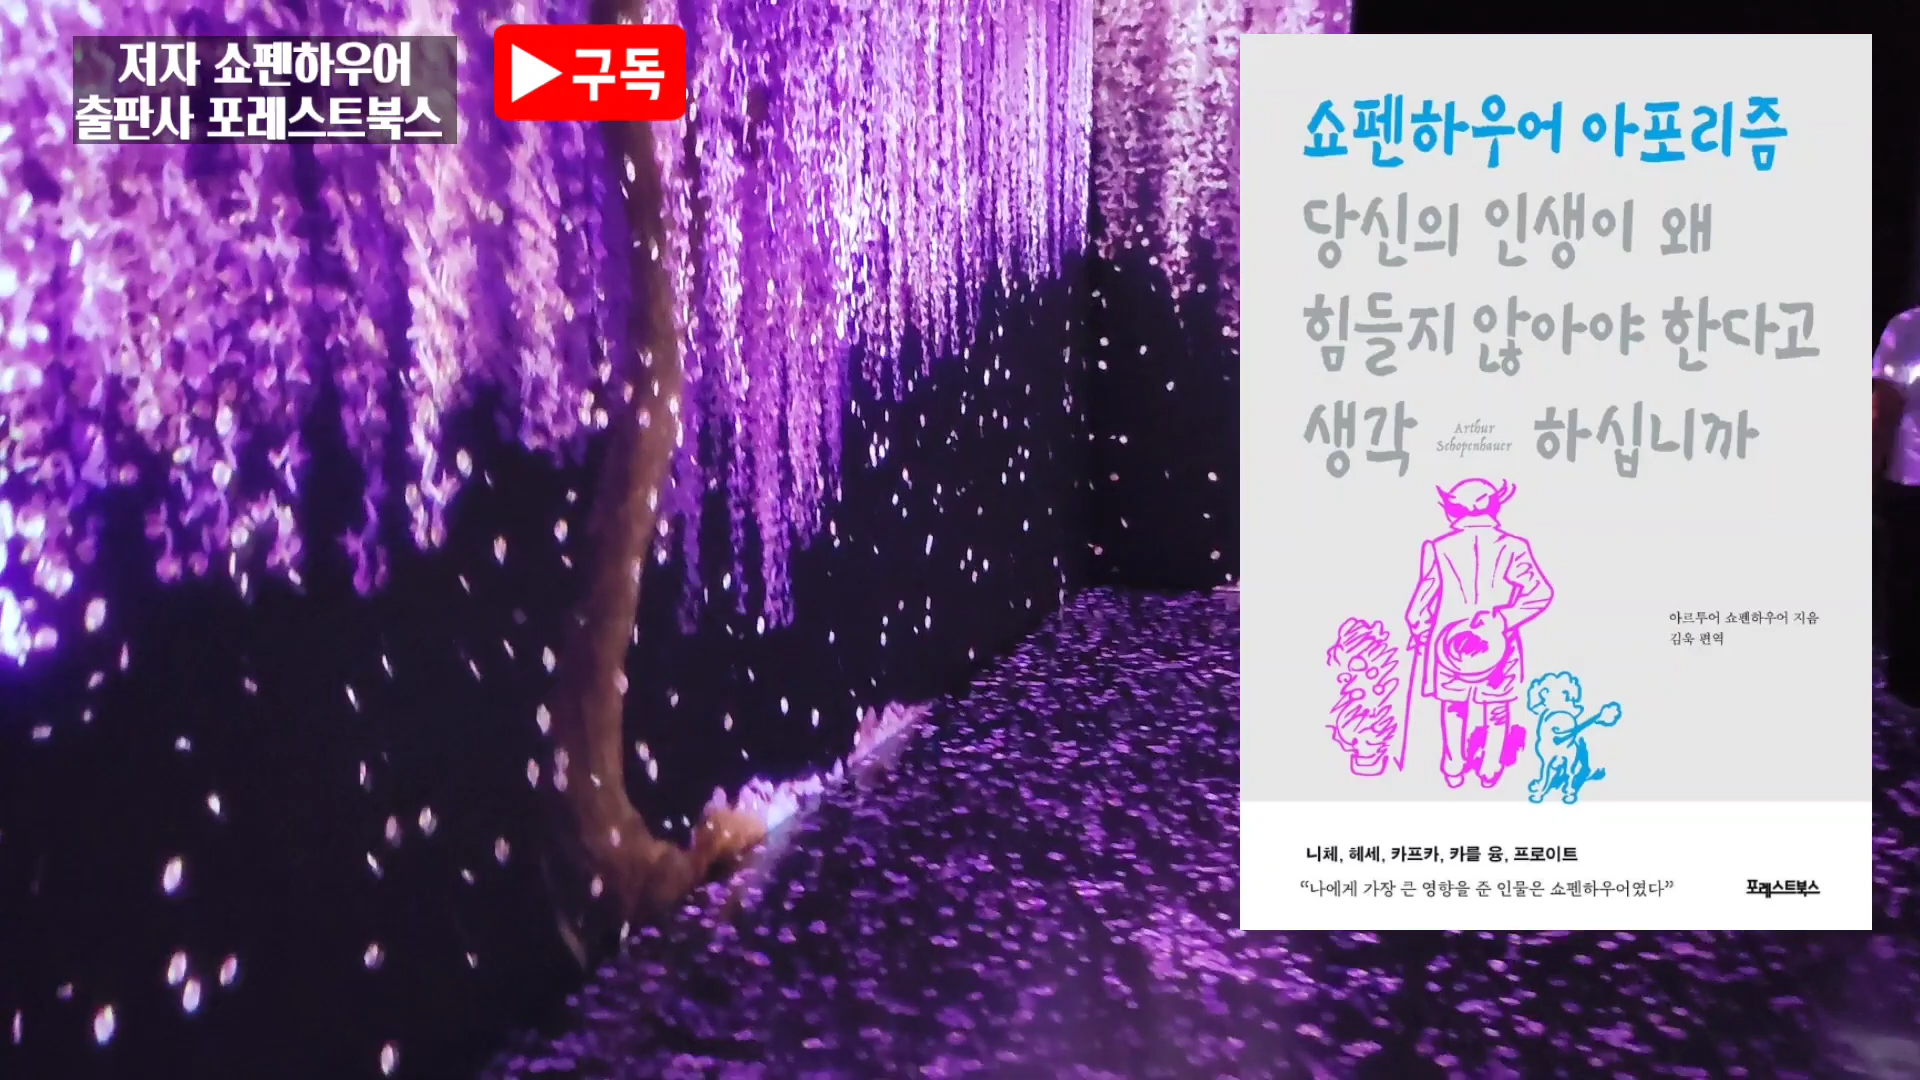 저자 쇼펜하우어
출판사 포레스트북스
구독
쇼펜하우어 아포리즘
당신의 인생이 왜
힘들지 않아야 한다고
생각 하십니까
Arthur
Schopenhauer
아르투어 쇼펜하우어 지음
김욱 편역
니체, 헤세, 카프카, 카를 융, 프로이트
“나에게 가장 큰 영향을 준 인물은 쇼펜하우어였다”
포레스트북스